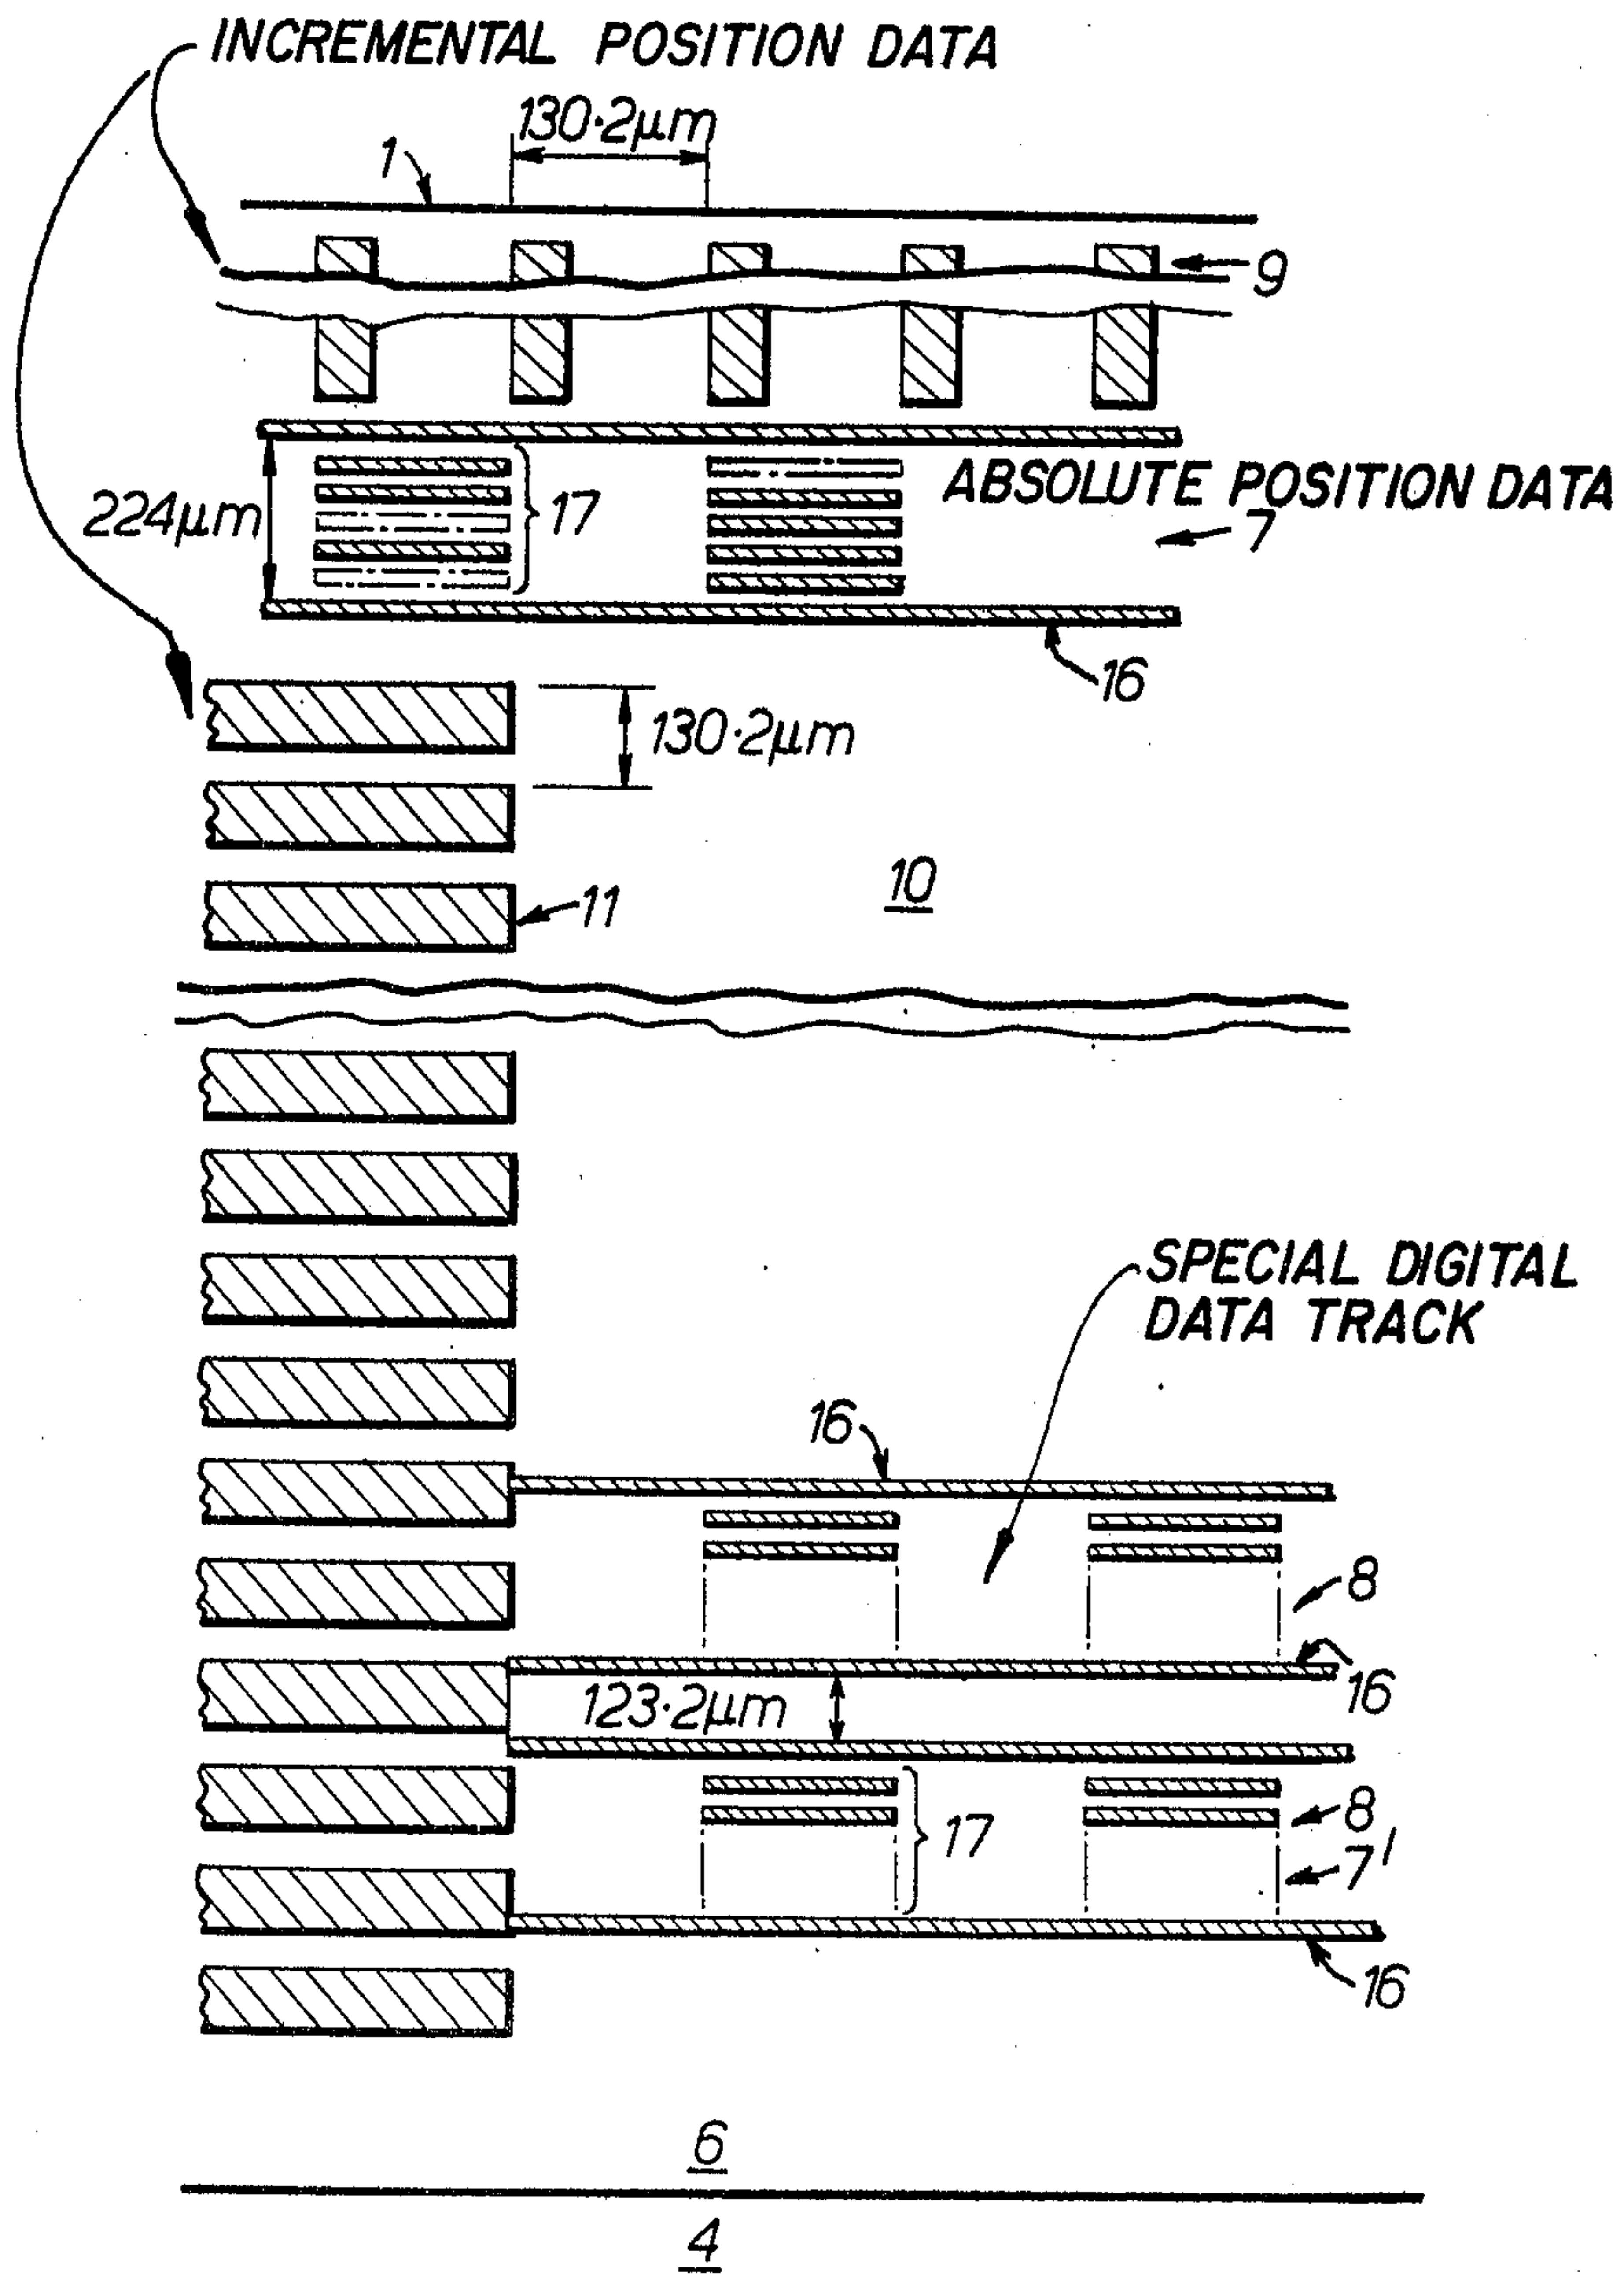 INCREMENTAL POSITION DATA
130·2μm
1
9
ABSOLUTE POSITION DATA
224μm
17
7
16
130·2μm
10
11
SPECIAL DIGITAL
DATA TRACK
16
8
16
123·2μm
8
17
7'
16
6
4